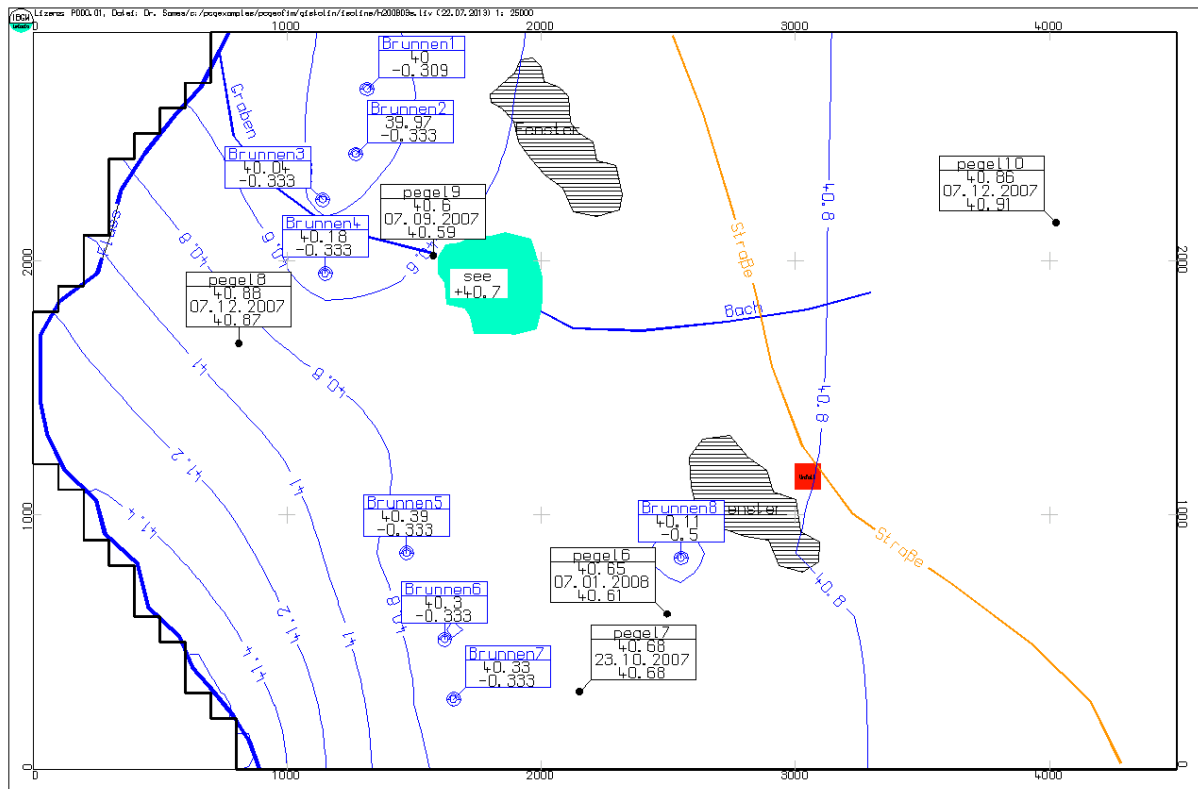 IBGW
Lizenz P000.01, Datei: Dr. Sames/c:/pcgexamples/pcgeofim/gfskolin/isoline/h200809s.liv (22.07.2013) 1: 25000
0
1000
2000
3000
4000
Brunnen1
40
-0.309
Brunnen2
39.97
-0.333
Graben
Fenster
Brunnen3
40.04
-0.333
pegel10
40.86
07.12.2007
40.91
pegel9
40.6
07.09.2007
40.59
40.8
Brunnen4
40.18
-0.333
40.6
40.8
Straße
40.6
2000
2000
see
+40.7
pegel8
40.88
07.12.2007
40.87
Bach
41
40.8
40.8
41.2
41
41.4
Brunnen5
40.39
-0.333
Brunnen8
40.11
-0.5
Fenster
1000
1000
Straße
pegel6
40.65
07.01.2008
40.61
40.8
Brunnen6
40.3
-0.333
40.8
41.2
41
41.4
pegel7
40.68
23.10.2007
40.68
Brunnen7
40.33
-0.333
0
0
0
1000
2000
3000
4000